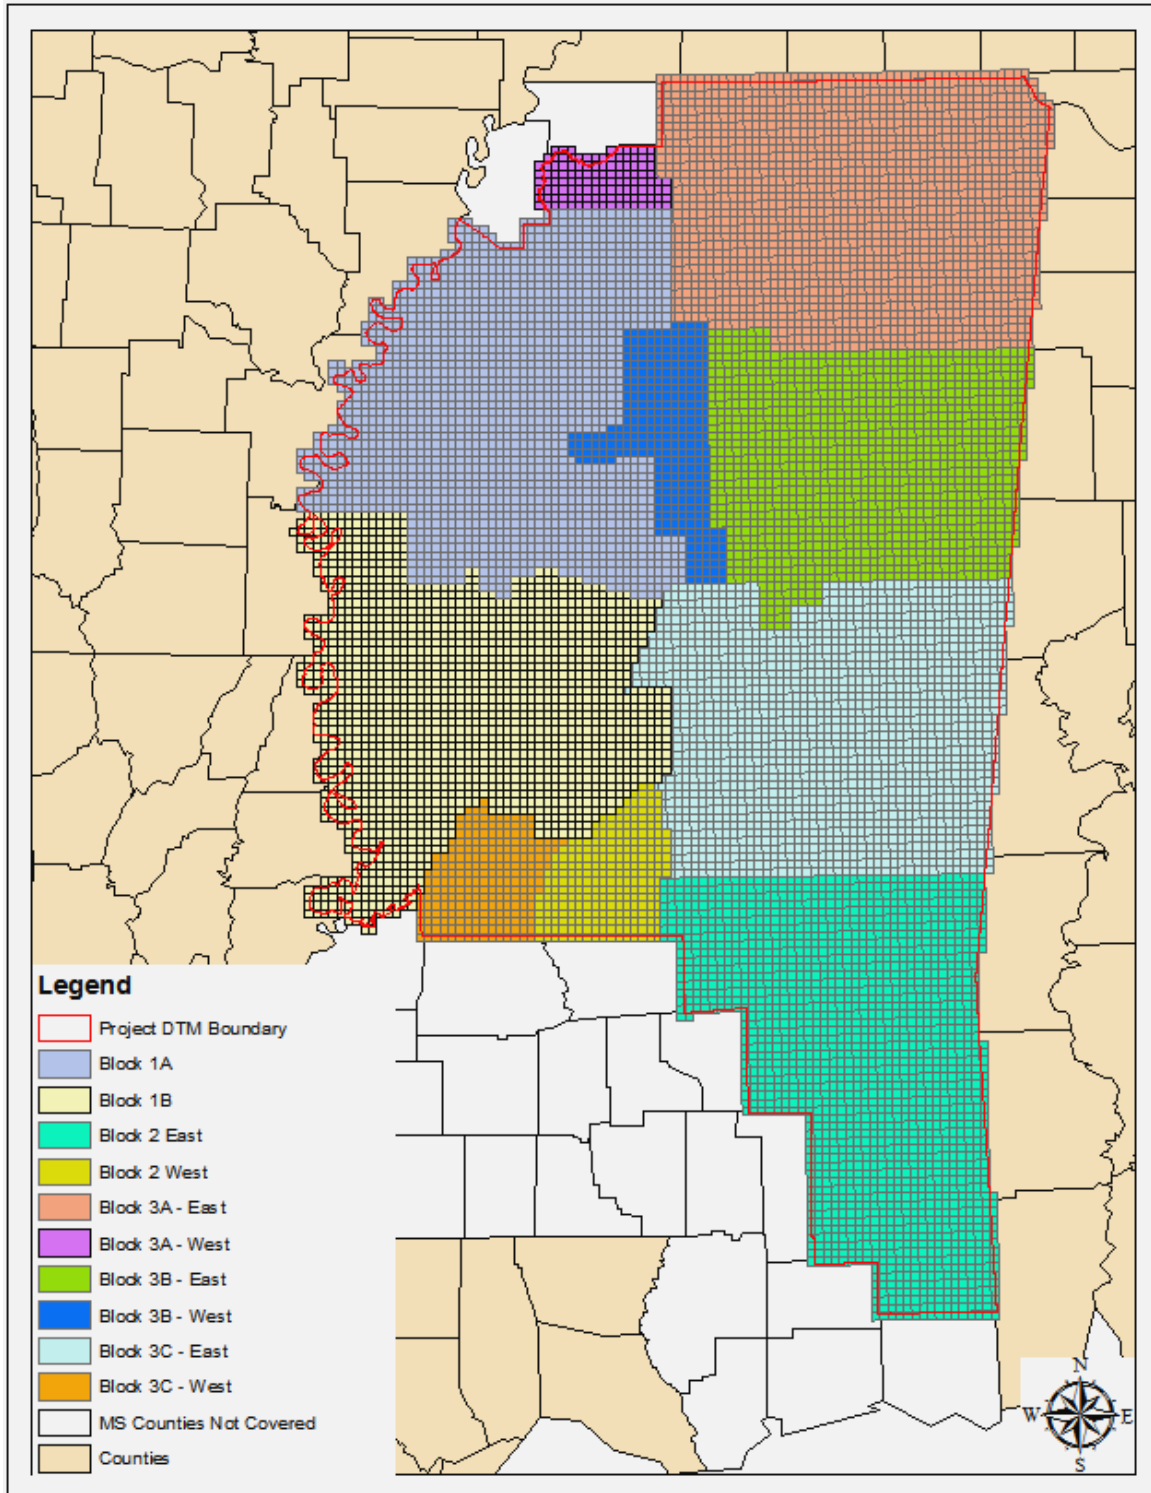 Legend
Project DTM Boundary
Block 1A
Block 1B
Block 2 East
Block 2 West
Block 3A - East
Block 3A - West
Block 3B - East
Block 3B - West
Block 3C - East
Block 3C - West
MS Counties Not Covered
Counties
N
W E
S